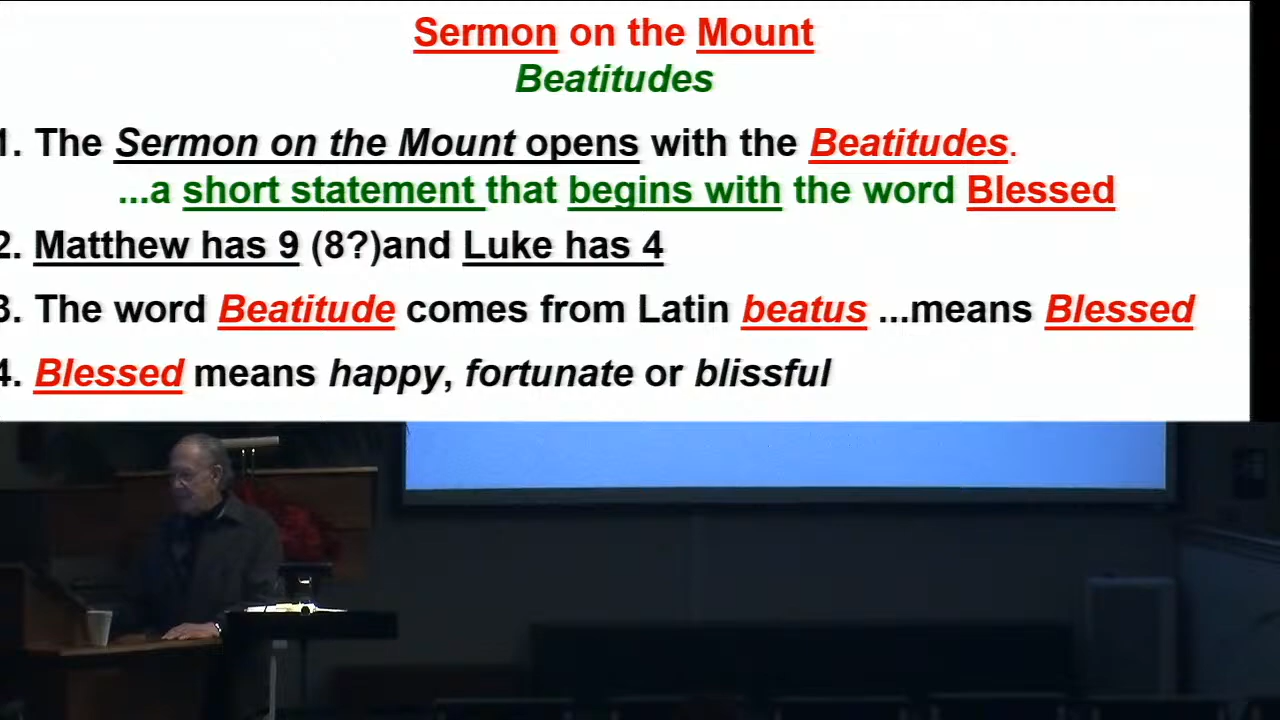 Sermon on the Mount
Beatitudes
1. The Sermon on the Mount opens with the Beatitudes.
...a short statement that begins with the word Blessed
2. Matthew has 9 (8?)and Luke has 4
3. The word Beatitude comes from Latin beatus ...means Blessed
4. Blessed means happy, fortunate or blissful